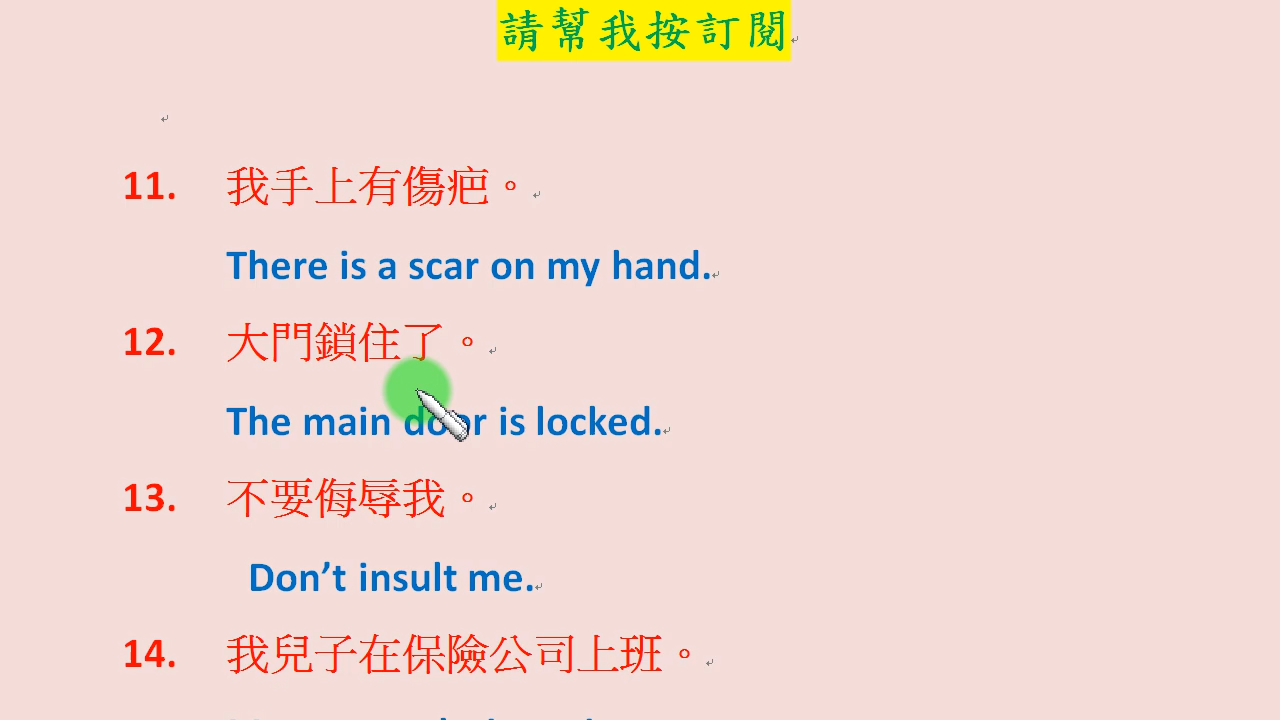 請幫我按訂閱
11. 我手上有傷疤。
There is a scar on my hand.
12. 大門鎖住了。
The main door is locked.
13. 不要侮辱我。
Don’t insult me.
14. 我兒子在保險公司上班。